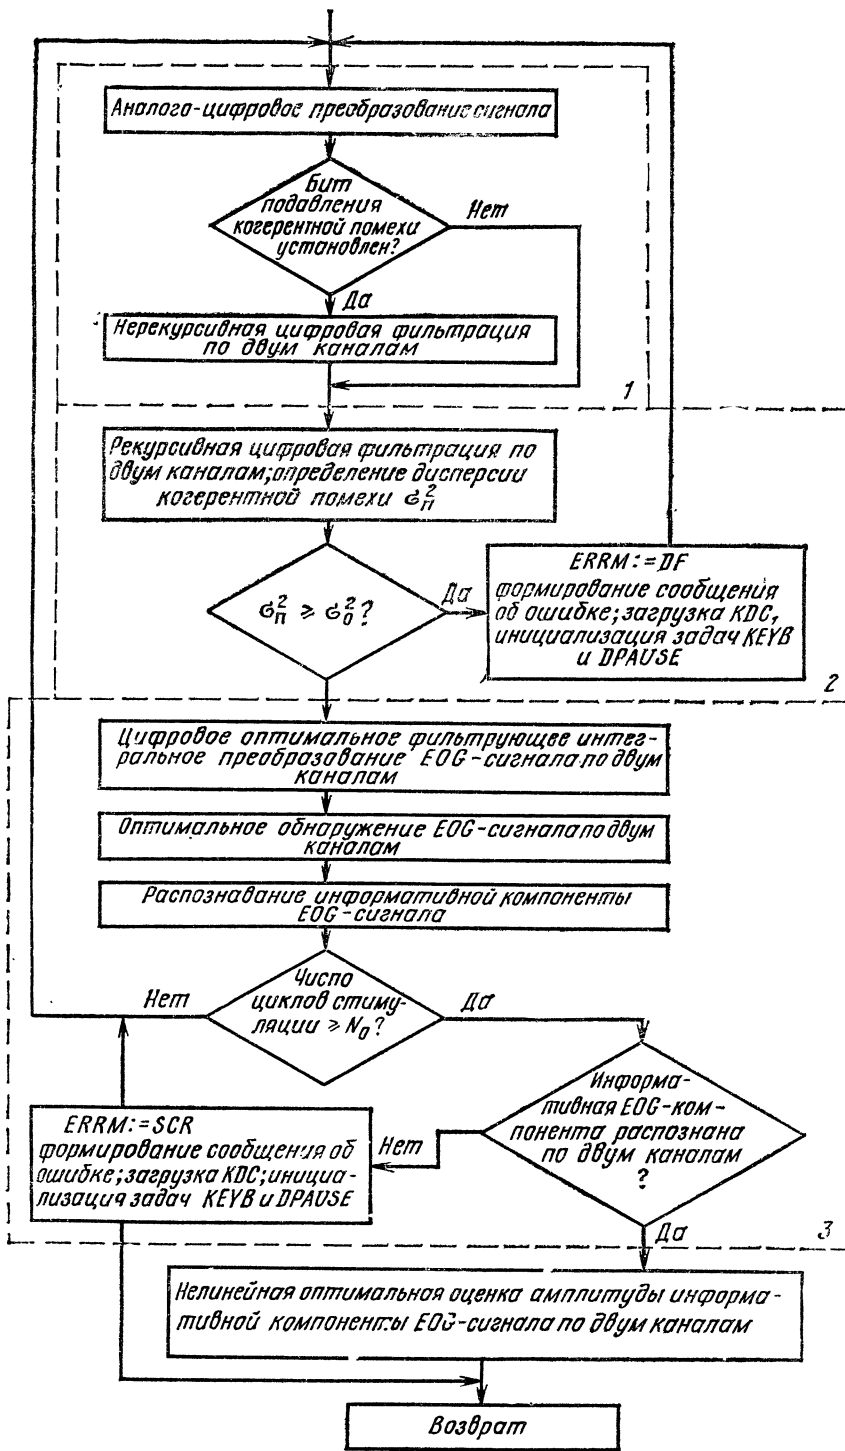 Аналого-цифровое преобразование сигнала
Бит
подавления
когерентной помехи
установлен?
Нет
Да
Нерекурсивная цифровая фильтрация
по двум каналам
1
Рекурсивная цифровая фильтрация по
двум каналам; определение дисперсии
когерентной помехи σ²п
σ²п ≥ σ²0?
Да
ERRM:=DF
формирование сообщения
об ошибке; загрузка KDC,
инициализация задач KEYB
и DPAUSE
2
Цифровое оптимальное фильтрующее интег-
ральное преобразование EOG-сигнала по двум
каналам
Оптимальное обнаружение EOG-сигнала по двум
каналам
Распознавание информативной компоненты
EOG-сигнала
Число
циклов стиму-
ляции ≥ N0?
Нет
Да
Информа-
тивная EOG-ком-
понента распознана
по двум каналам
?
Нет
Да
ERRM:=SCR
формирование сообщения об
ошибке; загрузка KDC; иници-
ализация задач KEYB и DPAUSE
3
Нелинейная оптимальная оценка амплитуды информа-
тивной компоненты EOG-сигнала по двум каналам
Возврат